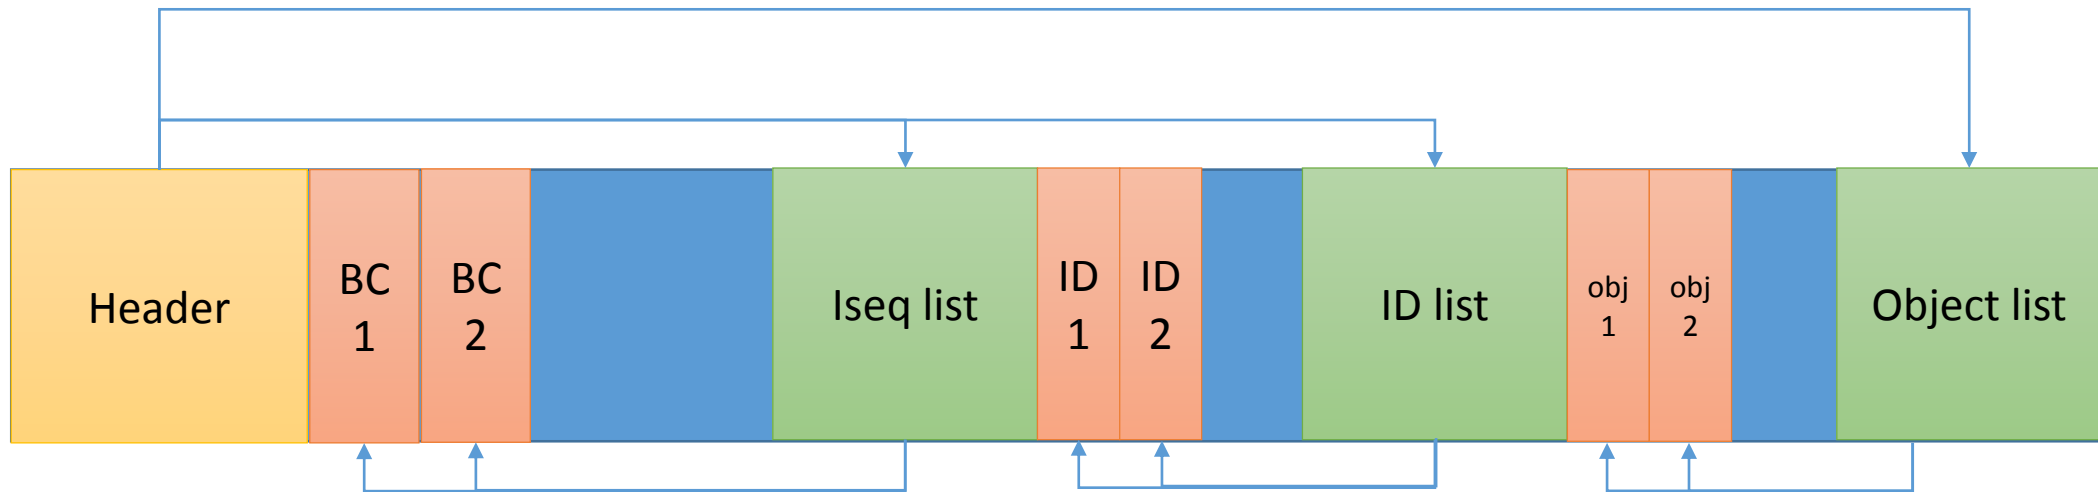 Header
BC
1
BC
2
Iseq list
ID
1
ID
2
ID list
obj
1
obj
2
Object list